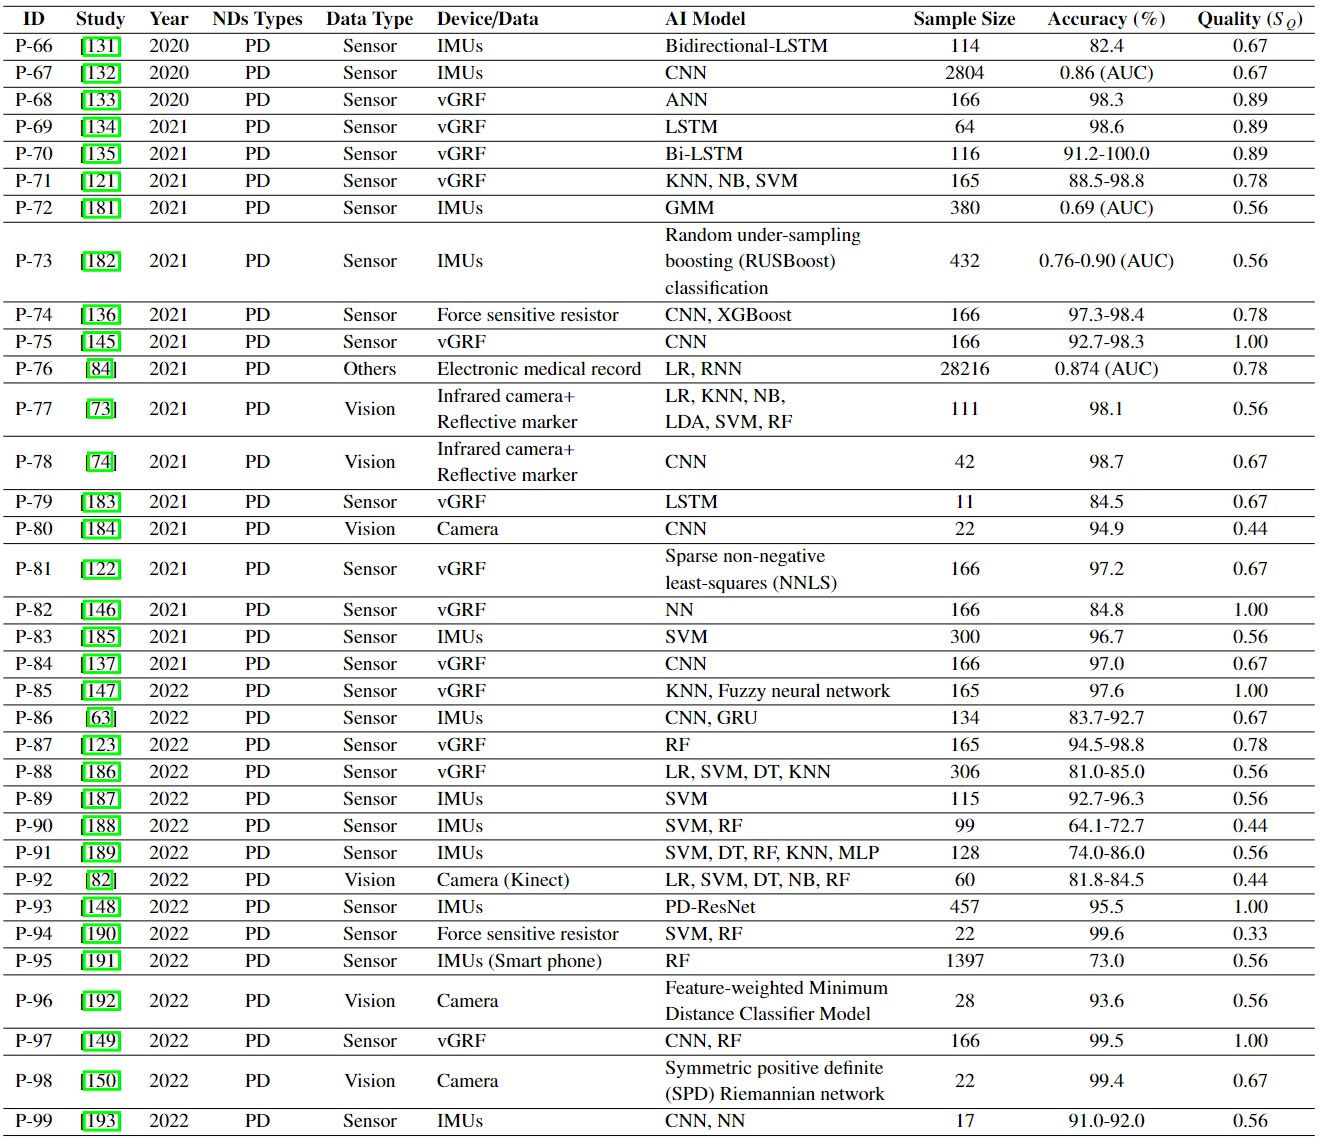 ID Study Year NDs Types Data Type Device/Data AI Model Sample Size Accuracy (%) Quality (S_Q)
P-66 [131] 2020 PD Sensor IMUs Bidirectional-LSTM 114 82.4 0.67
P-67 [132] 2020 PD Sensor IMUs CNN 2804 0.86 (AUC) 0.67
P-68 [133] 2020 PD Sensor vGRF ANN 166 98.3 0.89
P-69 [134] 2021 PD Sensor vGRF LSTM 64 98.6 0.89
P-70 [135] 2021 PD Sensor vGRF Bi-LSTM 116 91.2-100.0 0.89
P-71 [121] 2021 PD Sensor vGRF KNN, NB, SVM 165 88.5-98.8 0.78
P-72 [181] 2021 PD Sensor IMUs GMM 380 0.69 (AUC) 0.56
Random under-sampling
P-73 [182] 2021 PD Sensor IMUs boosting (RUSBoost) 432 0.76-0.90 (AUC) 0.56
classification
P-74 [136] 2021 PD Sensor Force sensitive resistor CNN, XGBoost 166 97.3-98.4 0.78
P-75 [145] 2021 PD Sensor vGRF CNN 166 92.7-98.3 1.00
P-76 [84] 2021 PD Others Electronic medical record LR, RNN 28216 0.874 (AUC) 0.78
Infrared camera+ LR, KNN, NB,
P-77 [73] 2021 PD Vision 111 98.1 0.56
Reflective marker LDA, SVM, RF
Infrared camera+
P-78 [74] 2021 PD Vision CNN 42 98.7 0.67
Reflective marker
P-79 [183] 2021 PD Sensor vGRF LSTM 11 84.5 0.67
P-80 [184] 2021 PD Vision Camera CNN 22 94.9 0.44
Sparse non-negative
P-81 [122] 2021 PD Sensor vGRF 166 97.2 0.67
least-squares (NNLS)
P-82 [146] 2021 PD Sensor vGRF NN 166 84.8 1.00
P-83 [185] 2021 PD Sensor IMUs SVM 300 96.7 0.56
P-84 [137] 2021 PD Sensor vGRF CNN 166 97.0 0.67
P-85 [147] 2022 PD Sensor vGRF KNN, Fuzzy neural network 165 97.6 1.00
P-86 [63] 2022 PD Sensor IMUs CNN, GRU 134 83.7-92.7 0.67
P-87 [123] 2022 PD Sensor vGRF RF 165 94.5-98.8 0.78
P-88 [186] 2022 PD Sensor vGRF LR, SVM, DT, KNN 306 81.0-85.0 0.56
P-89 [187] 2022 PD Sensor IMUs SVM 115 92.7-96.3 0.56
P-90 [188] 2022 PD Sensor IMUs SVM, RF 99 64.1-72.7 0.44
P-91 [189] 2022 PD Sensor IMUs SVM, DT, RF, KNN, MLP 128 74.0-86.0 0.56
P-92 [82] 2022 PD Vision Camera (Kinect) LR, SVM, DT, NB, RF 60 81.8-84.5 0.44
P-93 [148] 2022 PD Sensor IMUs PD-ResNet 457 95.5 1.00
P-94 [190] 2022 PD Sensor Force sensitive resistor SVM, RF 22 99.6 0.33
P-95 [191] 2022 PD Sensor IMUs (Smart phone) RF 1397 73.0 0.56
Feature-weighted Minimum
P-96 [192] 2022 PD Vision Camera 28 93.6 0.56
Distance Classifier Model
P-97 [149] 2022 PD Sensor vGRF CNN, RF 166 99.5 1.00
Symmetric positive definite
P-98 [150] 2022 PD Vision Camera 22 99.4 0.67
(SPD) Riemannian network
P-99 [193] 2022 PD Sensor IMUs CNN, NN 17 91.0-92.0 0.56